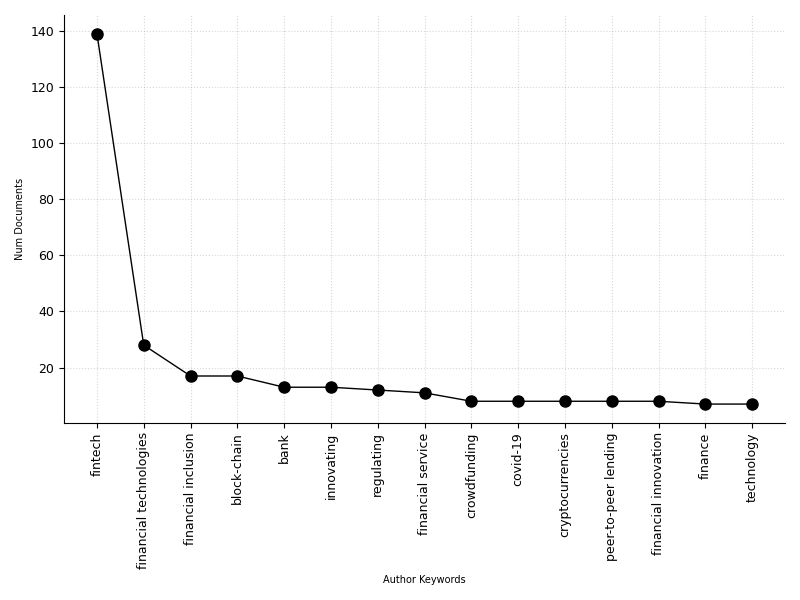 140
120
100
80
60
40
20
Num Documents
fintech
financial technologies
financial inclusion
block-chain
bank
innovating
regulating
financial service
crowdfunding
covid-19
cryptocurrencies
peer-to-peer lending
financial innovation
finance
technology
Author Keywords